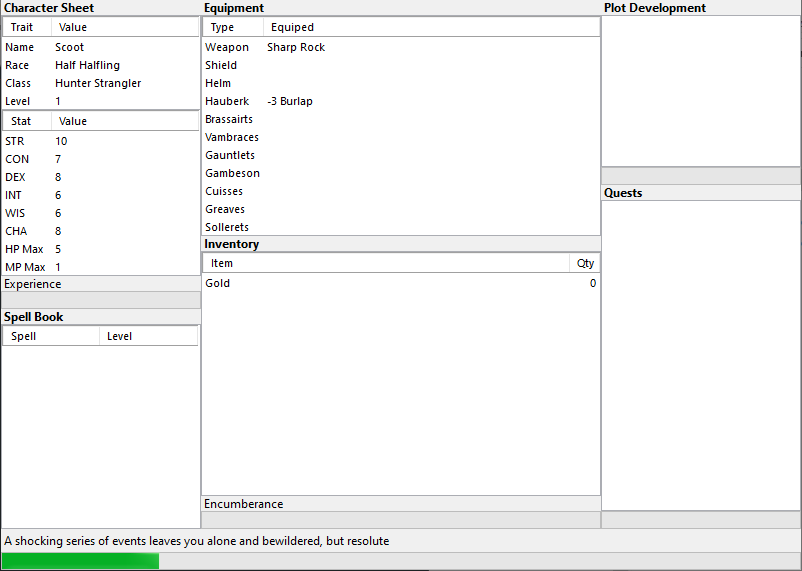 Character Sheet
Trait Value
Name Scoot
Race Half Halfling
Class Hunter Strangler
Level 1
Stat Value
STR 10
CON 7
DEX 8
INT 6
WIS 6
CHA 8
HP Max 5
MP Max 1
Experience
Spell Book
Spell Level
Equipment
Type Equiped
Weapon Sharp Rock
Shield
Helm
Hauberk -3 Burlap
Brassairts
Vambraces
Gauntlets
Gambeson
Cuisses
Greaves
Sollerets
Inventory
Item Qty
Gold 0
Encumberance
Plot Development
Quests
A shocking series of events leaves you alone and bewildered, but resolute